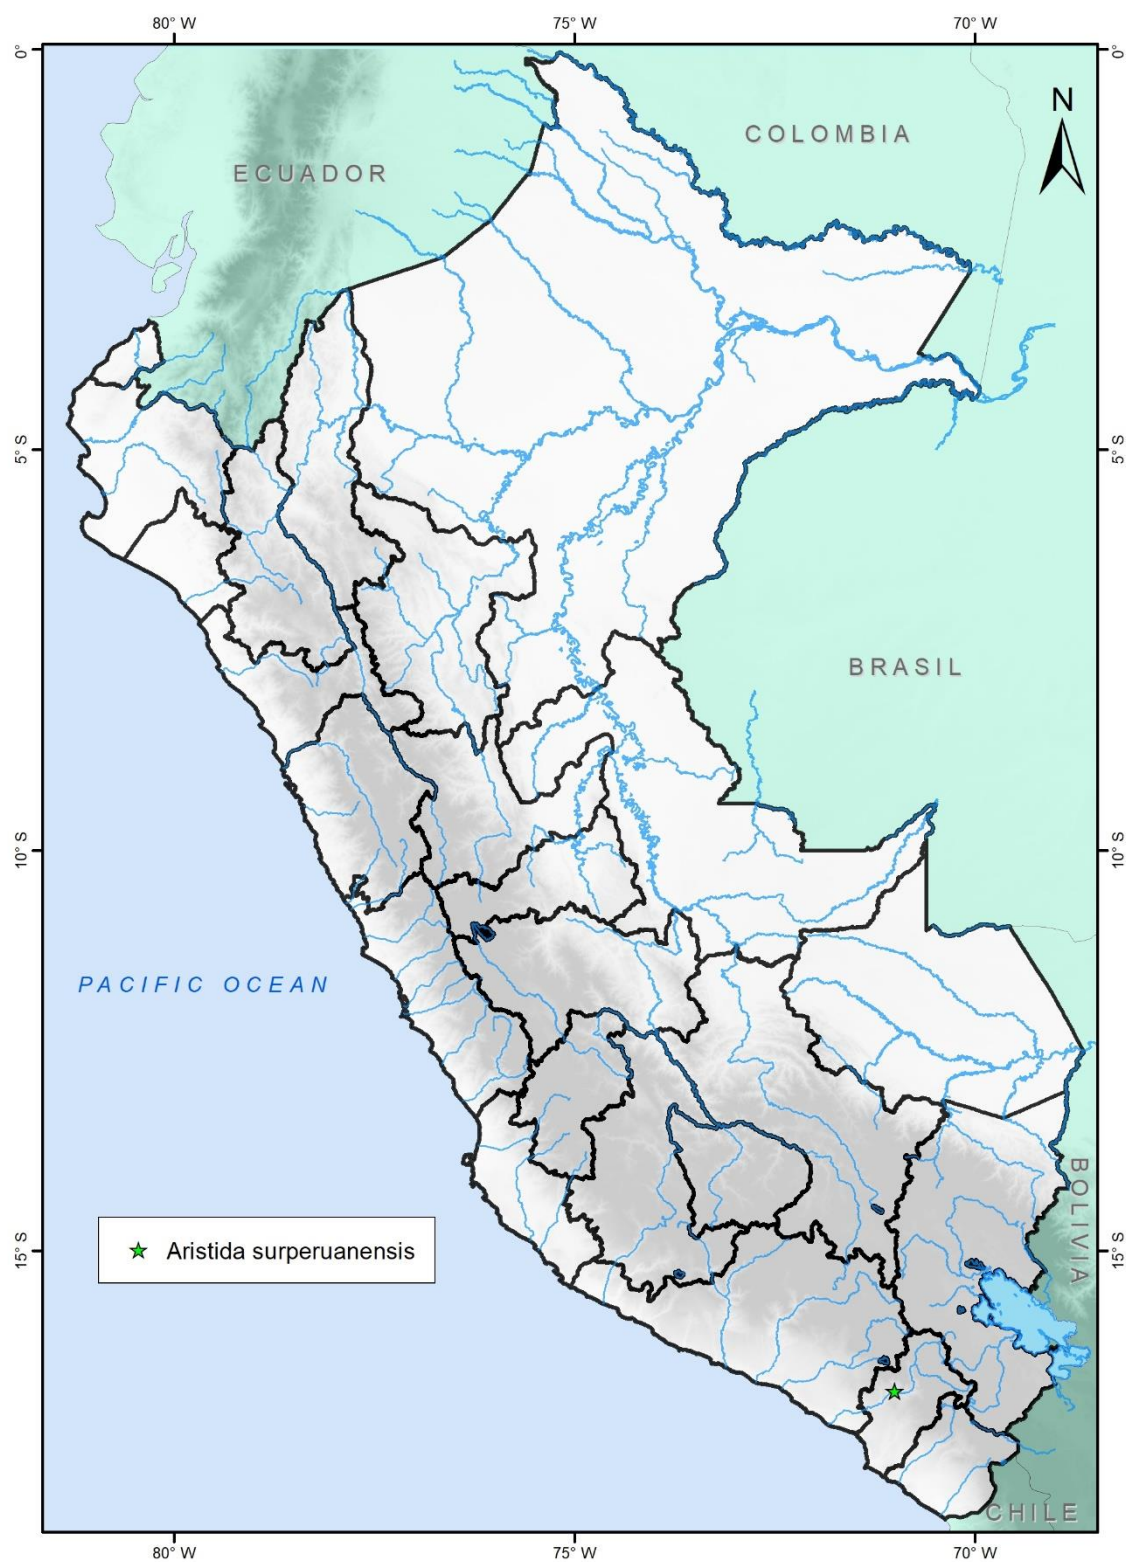 80° W 75° W 70° W
0° 0°
N
COLOMBIA
ECUADOR
5° S 5° S
BRASIL
10° S 10° S
PACIFIC OCEAN
BOLIVIA
Aristida surperuanensis
15° S 15° S
CHILE
80° W 75° W 70° W